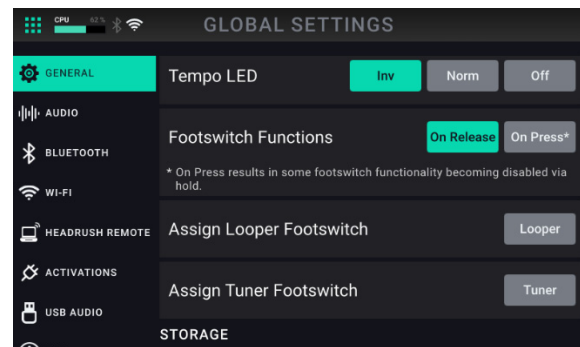 CPU 62%
GLOBAL SETTINGS
GENERAL
AUDIO
BLUETOOTH
WI-FI
HEADRUSH REMOTE
ACTIVATIONS
USB AUDIO
Tempo LED Inv Norm Off
Footswitch Functions On Release On Press*
* On Press results in some footswitch functionality becoming disabled via
hold.
Assign Looper Footswitch Looper
Assign Tuner Footswitch Tuner
STORAGE